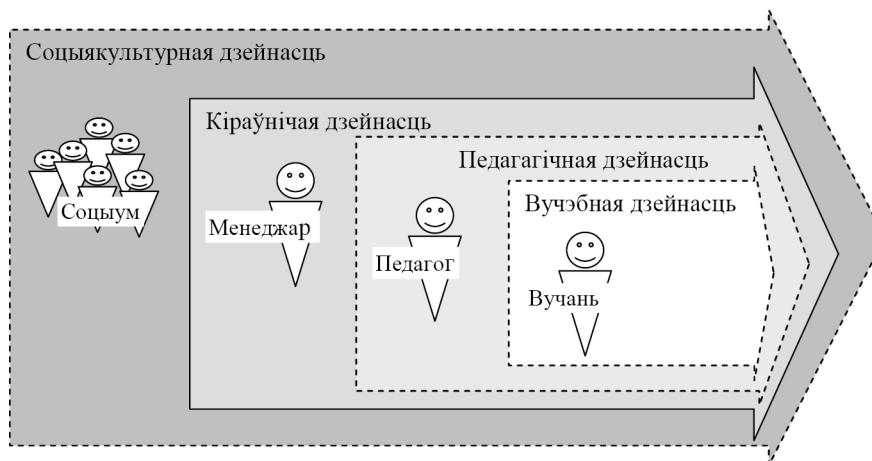 Соцыякультурная дзейнасць
Кіраўнічая дзейнасць
Педагагічная дзейнасць
Вучэбная дзейнасць
Соцыум
Менеджар
Педагог
Вучань